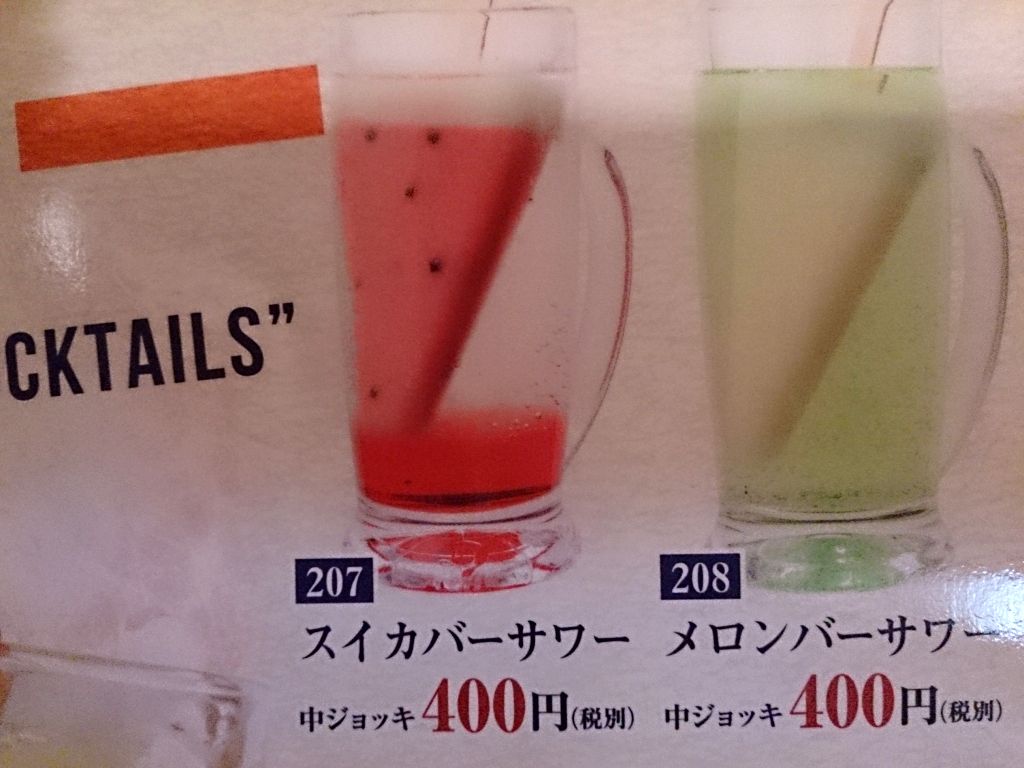 CKTAILS”
207
スイカバーサワー
中ジョッキ400円(税別)
208
メロンバーサワー
中ジョッキ400円(税別)